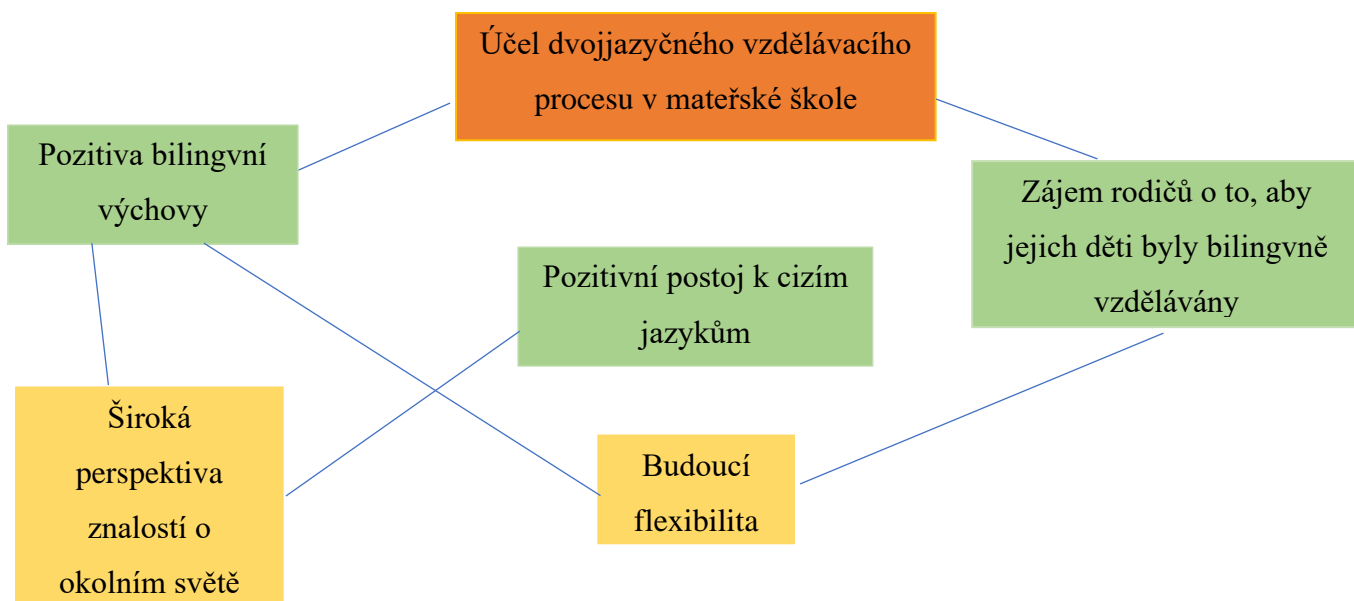 Účel dvojjazyčného vzdělávacího
procesu v mateřské škole
Pozitiva bilingvní
výchovy
Zájem rodičů o to, aby
jejich děti byly bilingvně
vzdělávány
Pozitivní postoj k cizím
jazykům
Široká
perspektiva
znalostí o
okolním světě
Budoucí
flexibilita